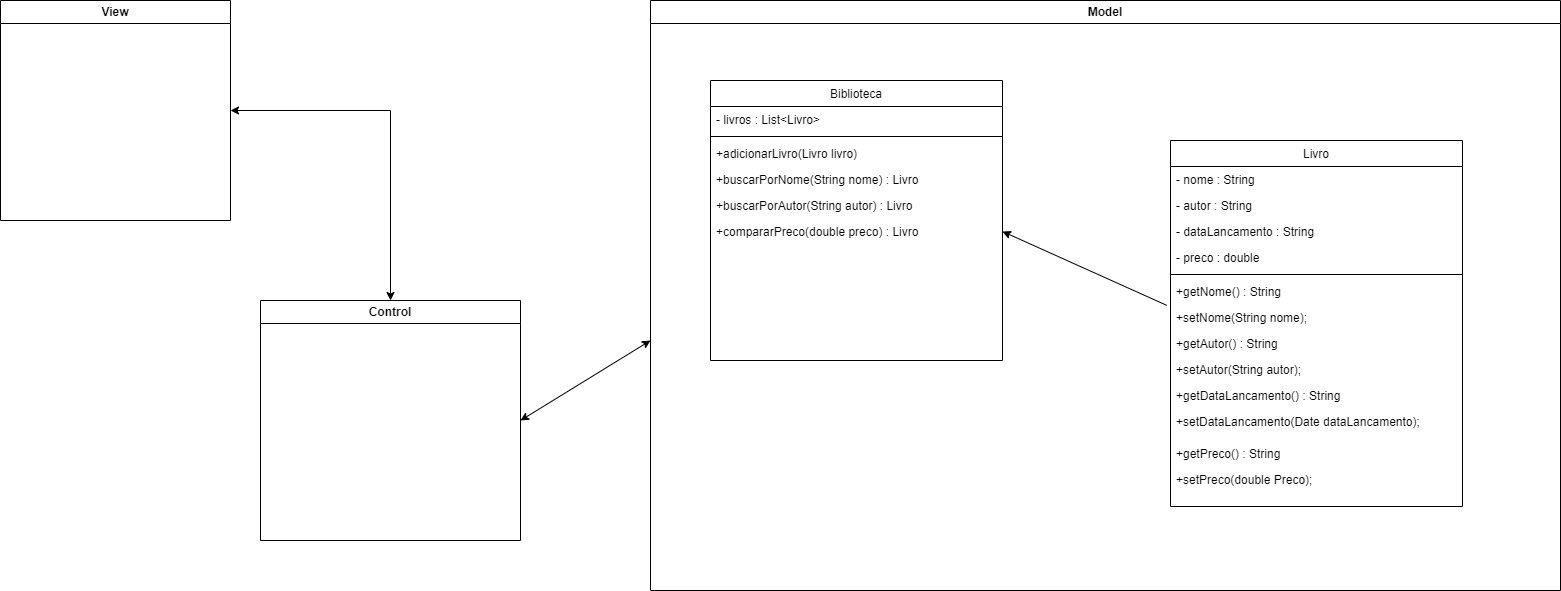 View
Model
Biblioteca
- livros : List<Livro>
+adicionarLivro(Livro livro)
+buscarPorNome(String nome) : Livro
+buscarPorAutor(String autor) : Livro
+compararPreco(double preco) : Livro
Livro
- nome : String
- autor : String
- dataLancamento : String
- preco : double
+getNome() : String
+setNome(String nome);
+getAutor() : String
+setAutor(String autor);
+getDataLancamento() : String
+setDataLancamento(Date dataLancamento);
+getPreco() : String
+setPreco(double Preco);
Control